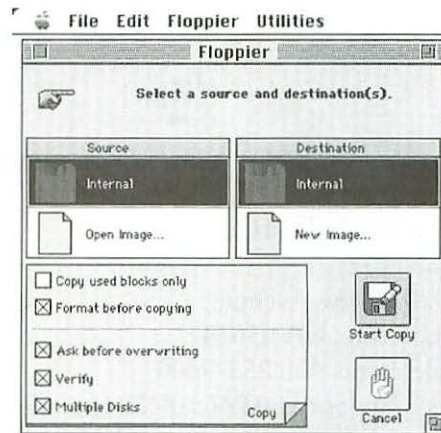 File Edit Floppier Utilities
Floppier
Select a source and destination(s).
Source
Destination
Internal
Internal
Open Image...
New Image...
Copy used blocks only
Format before copying
Ask before overwriting
Verify
Multiple Disks
Copy
Start Copy
Cancel